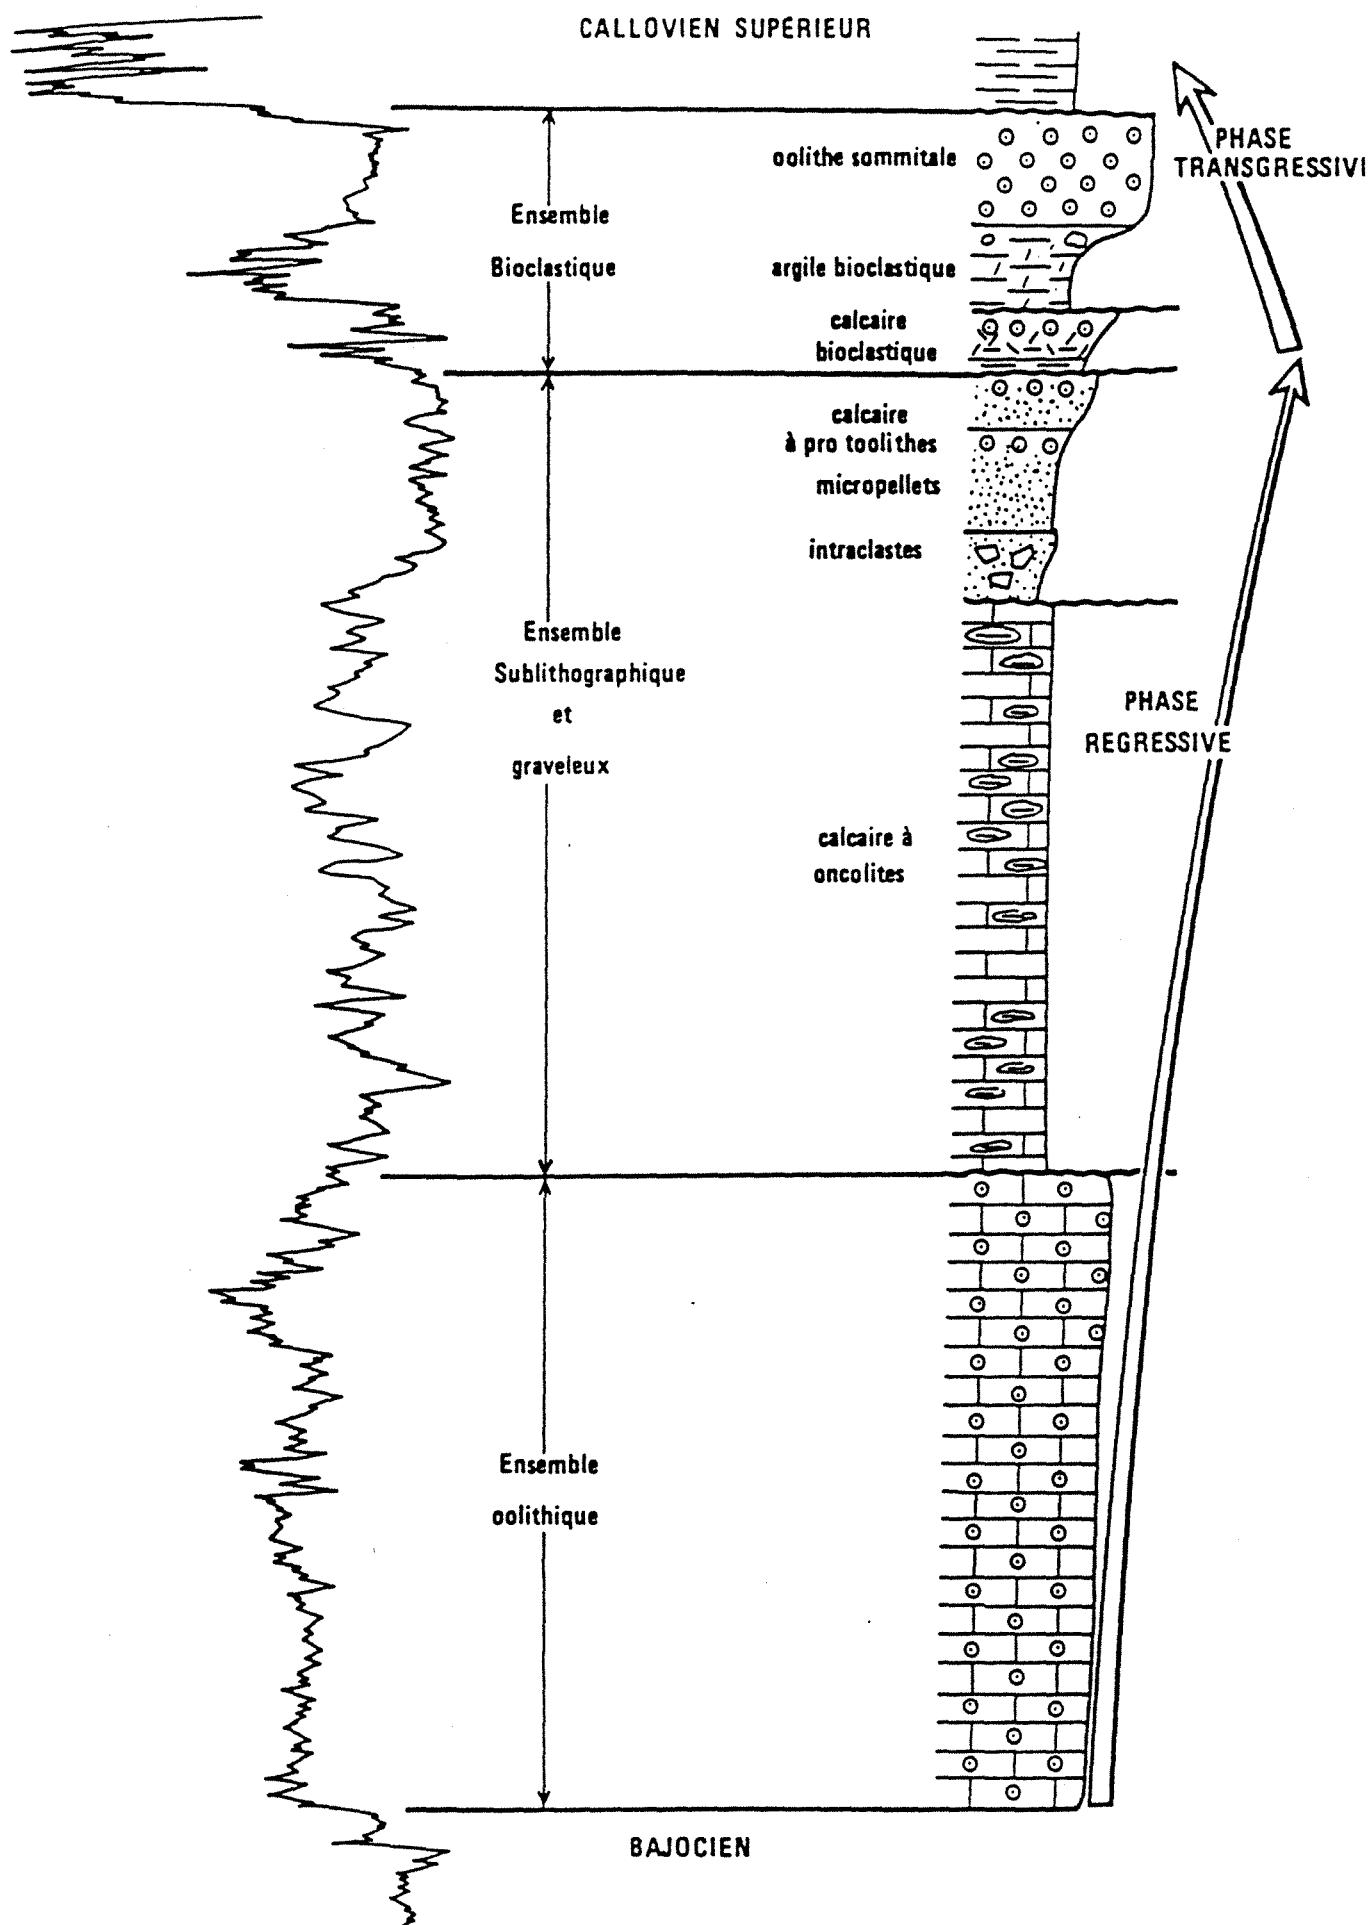 CALLOVIEN SUPÉRIEUR
PHASE
TRANSGRESSIVI
oolithe sommitale
Ensemble
Bioclastique
argile bioclastique
calcaire
bioclastique
calcaire
à pro toolithes
micropellets
intraclastes
Ensemble
Sublithographique
et
graveleux
PHASE
REGRESSIVE
calcaire à
oncolites
Ensemble
oolithique
BAJOCIEN